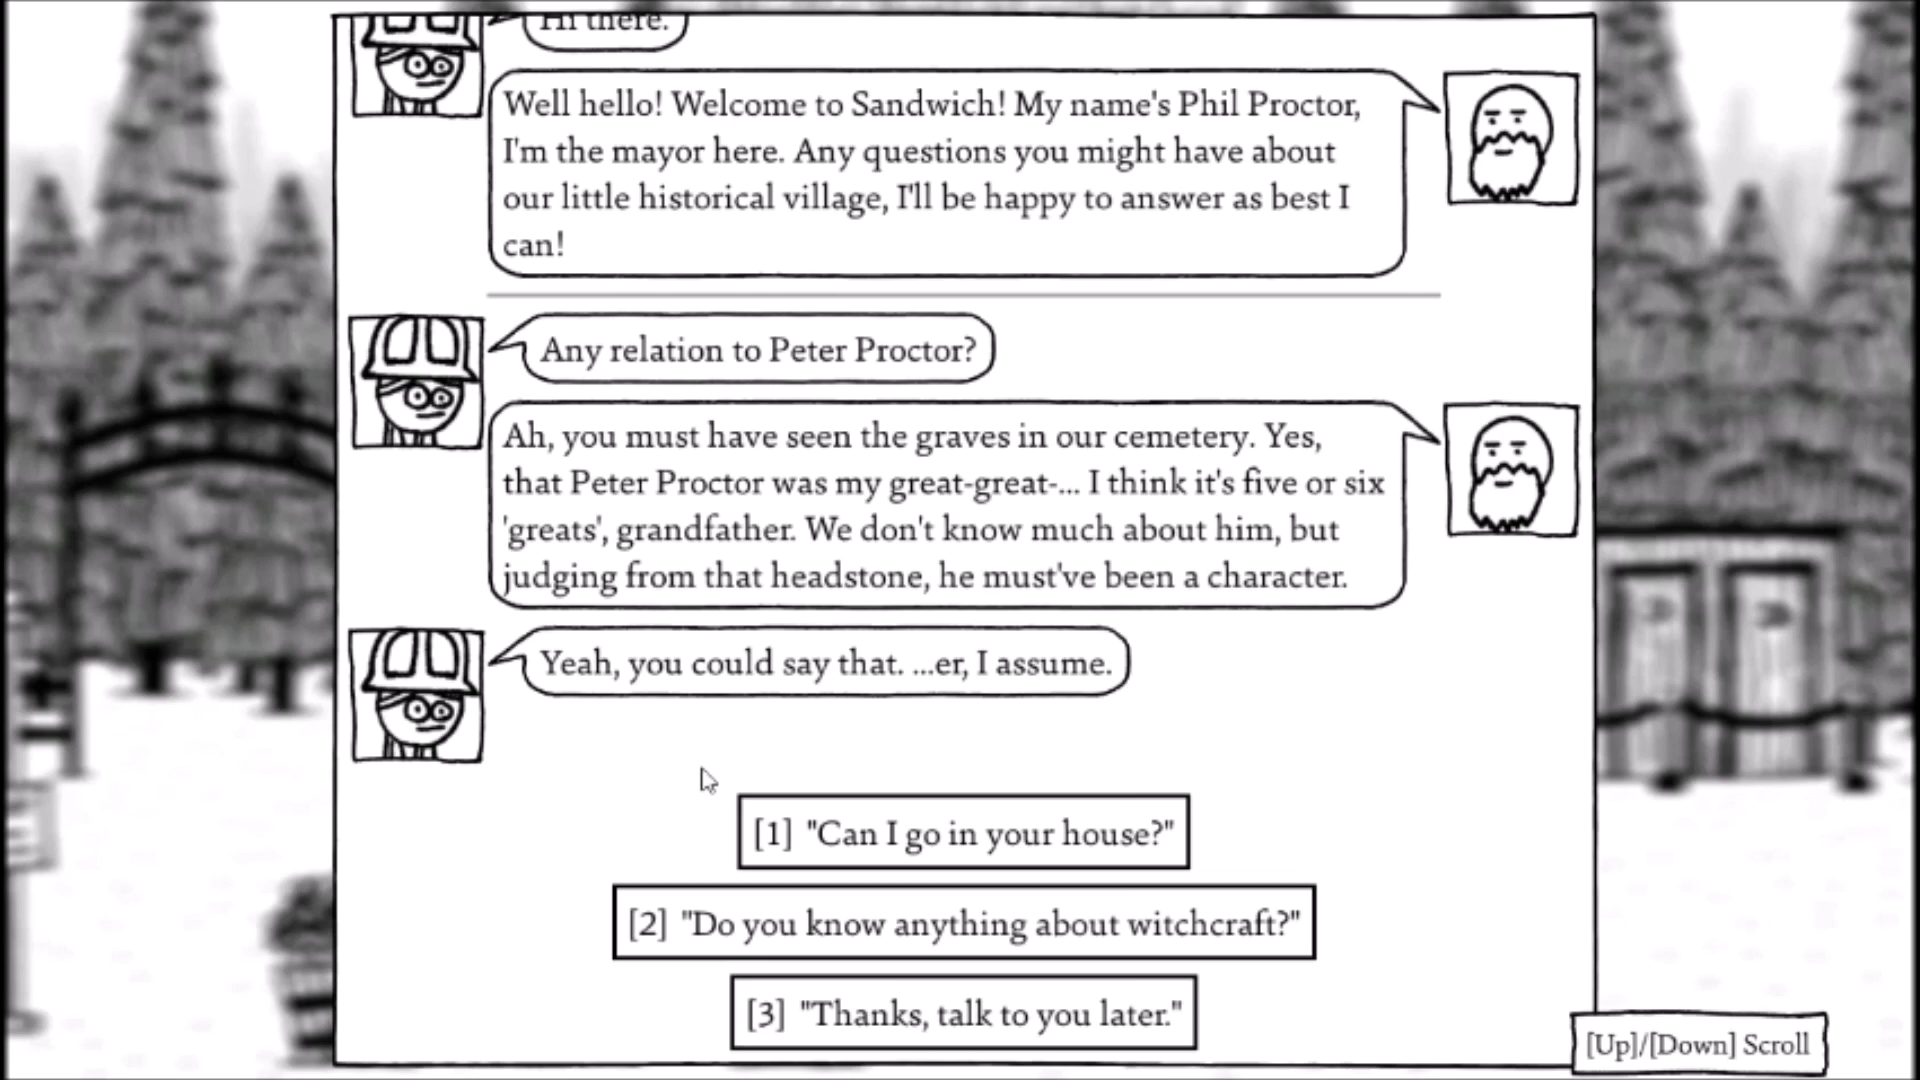 Hi there.
Well hello! Welcome to Sandwich! My name's Phil Proctor,
I'm the mayor here. Any questions you might have about
our little historical village, I'll be happy to answer as best I
can!
Any relation to Peter Proctor?
Ah, you must have seen the graves in our cemetery. Yes,
that Peter Proctor was my great-great-... I think it's five or six
'greats', grandfather. We don't know much about him, but
judging from that headstone, he must've been a character.
Yeah, you could say that. ...er, I assume.
[1] "Can I go in your house?"
[2] "Do you know anything about witchcraft?"
[3] "Thanks, talk to you later."
[Up]/[Down] Scroll